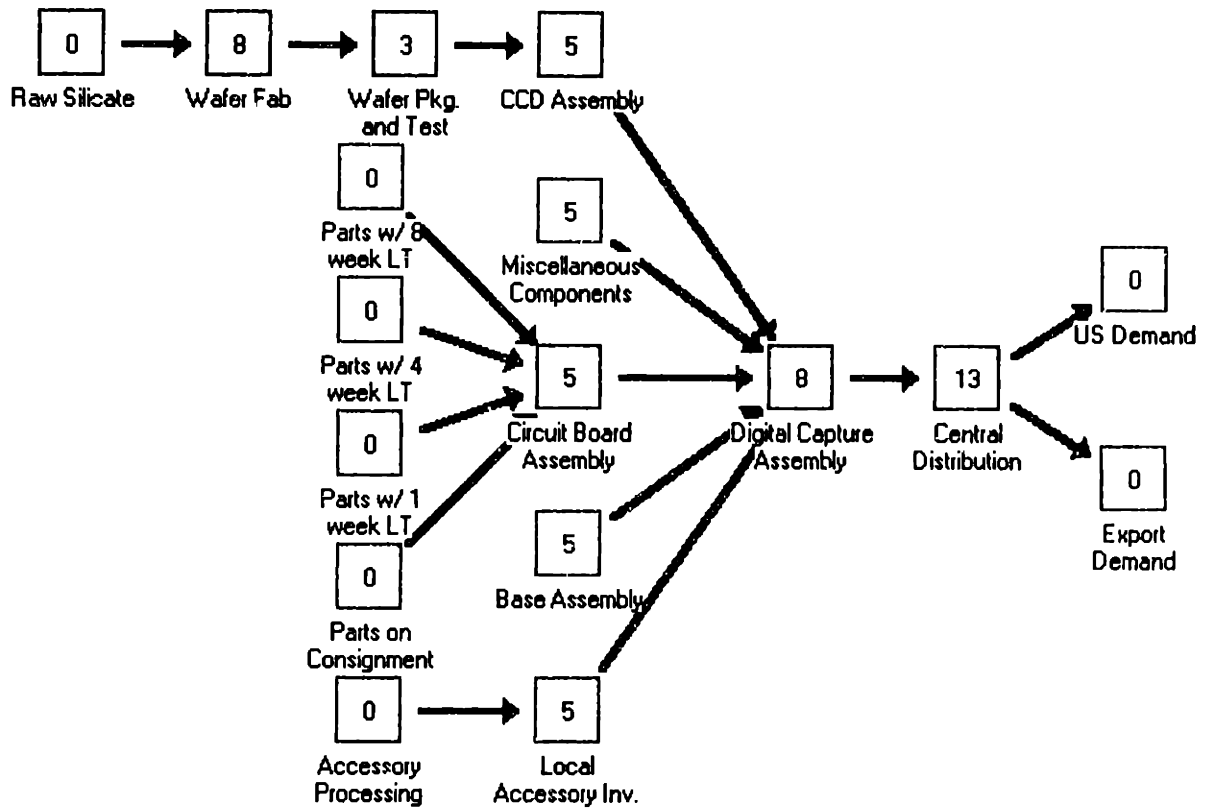 0
8
3
5
Raw Silicate
Wafer Fab
Wafer Pkg.
and Test
CCD Assembly
0
Parts w/ 8
week LT
5
Miscellaneous
Components
0
US Demand
0
Parts w/ 4
week LT
5
Circuit Board
Assembly
8
Digital Capture
Assembly
13
Central
Distribution
0
Parts w/ 1
week LT
0
Export
Demand
5
Base Assembly
0
Parts on
Consignment
0
Accessory
Processing
5
Local
Accessory Inv.